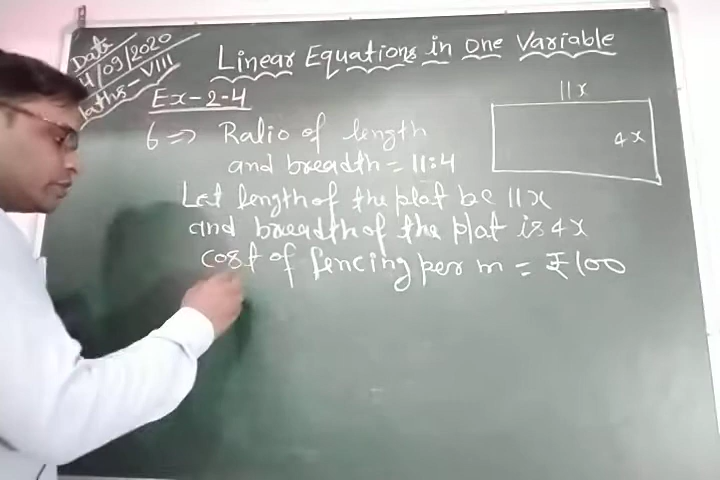 Date
4/09/2020
Maths-VIII
Linear Equations in one Variable
Ex-2-4
6 ⇒ Ratio of length
and breadth = 11:4
11x
4x
Let length of the plot be 11x
and breadth of the plot is 4x
Cost of fencing per m = ₹100